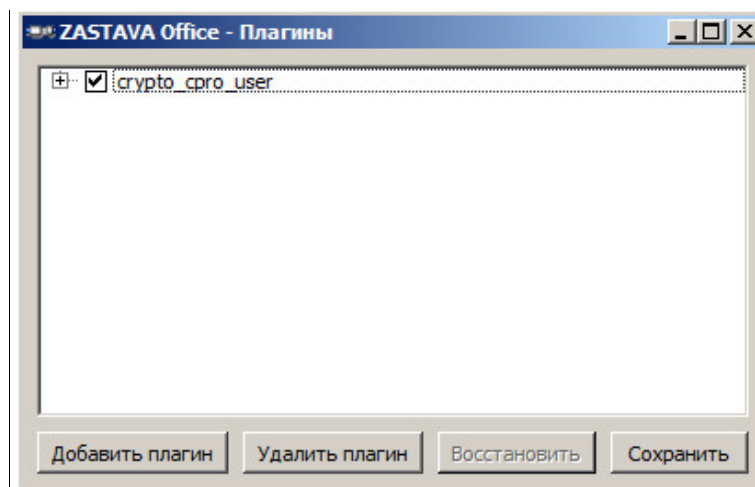 ZASTAVA Office - Плагины
crypto_cpro_user
Добавить плагин Удалить плагин Восстановить Сохранить